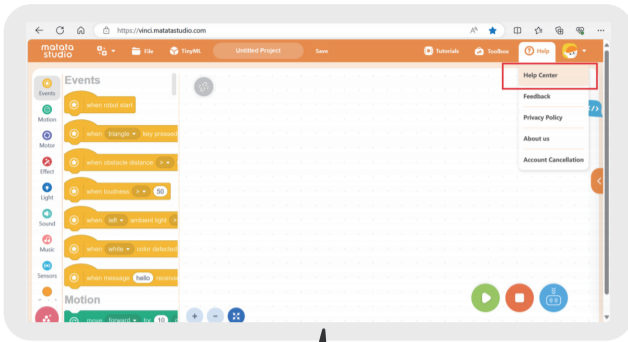 https://vinci.matatastudio.com
matata
studio
File
TinyML
Untitled Project
Save
Tutorials
Toolbox
Help
Help Center
Feedback
Privacy Policy
About us
Account Cancellation
Events
Motion
Motor
Effect
Light
Sound
Music
Sensors
Events
when robot start
when triangle key pressed
when obstacle distance >
when loudness > 50
when left ambient light
when white color detected
when message hello receive
Motion
move forward for 10